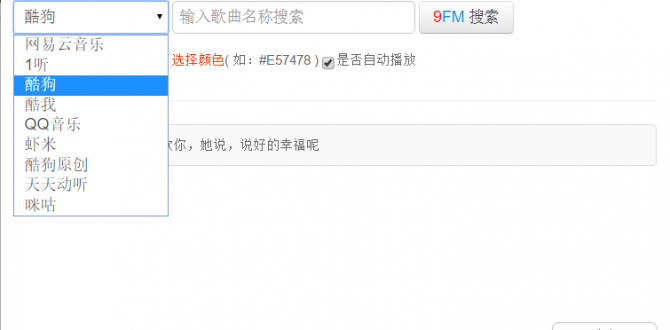 酷狗 输入歌曲名称搜索 9FM 搜索
网易云音乐
1听
选择颜色( 如：#E57478 ) 是否自动播放
酷狗
酷我
QQ音乐
虾米
你，她说，说好的幸福呢
酷狗原创
天天动听
咪咕